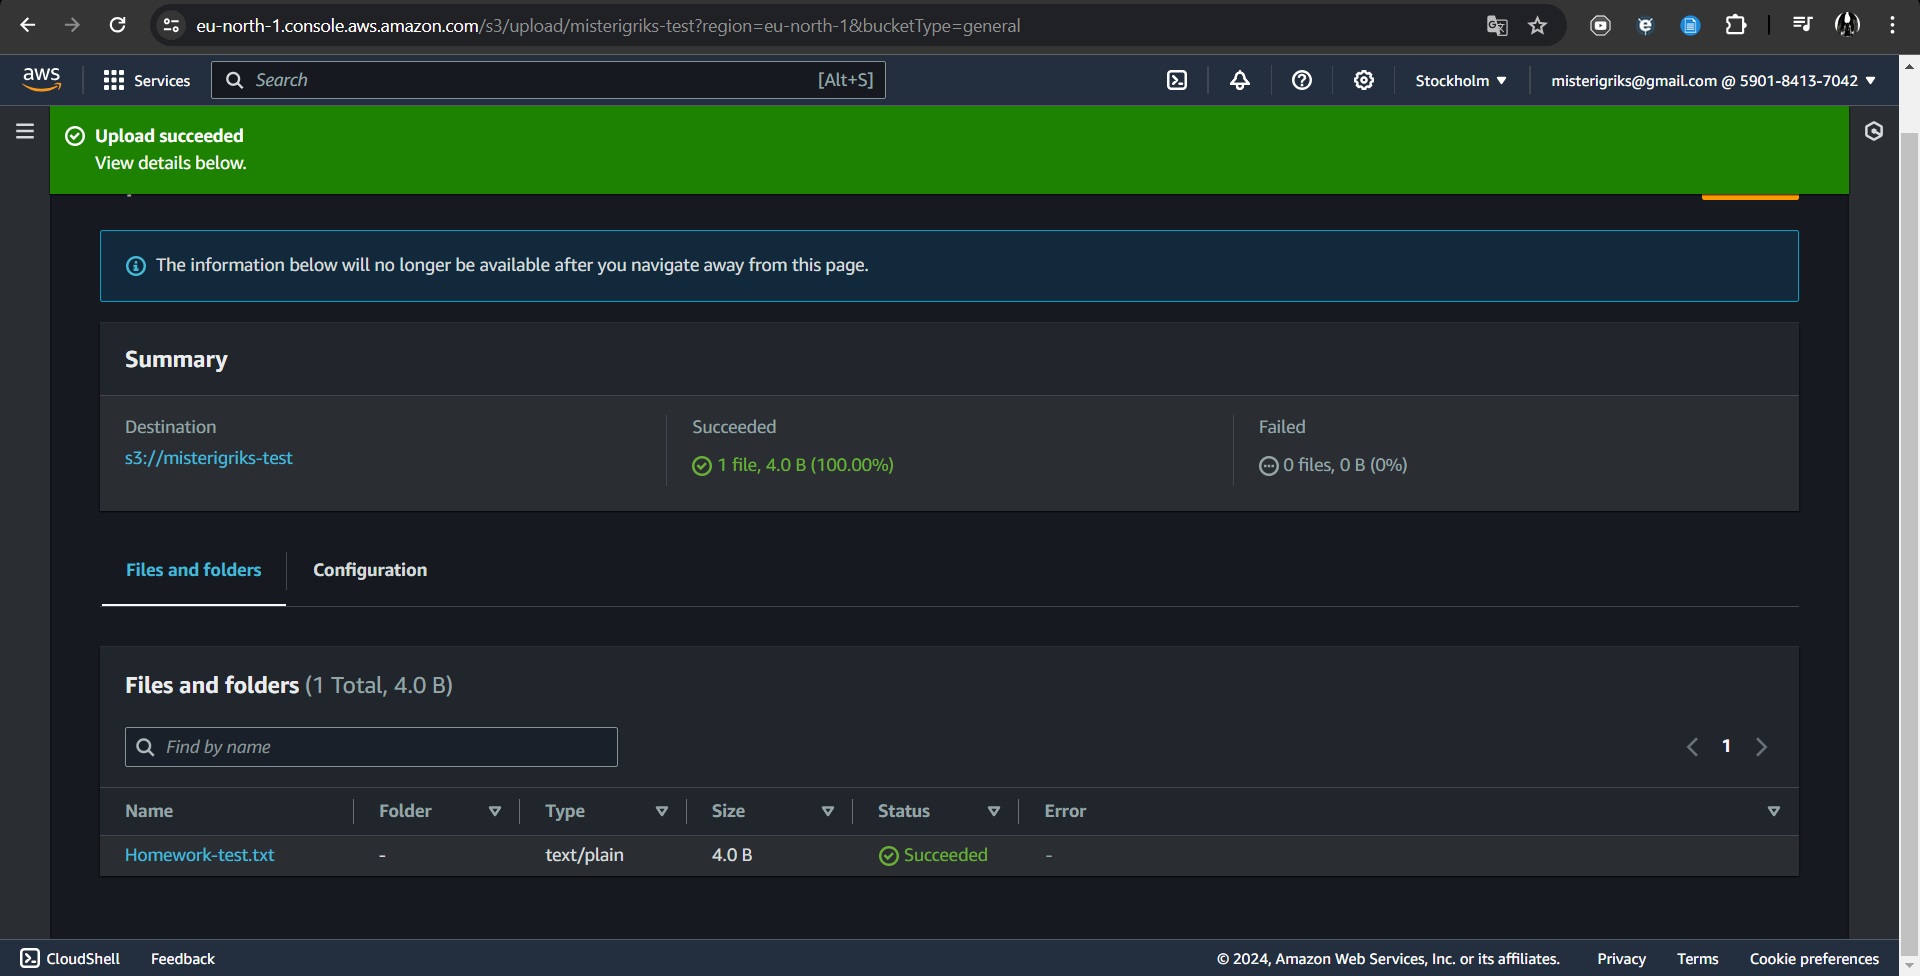 eu-north-1.console.aws.amazon.com/s3/upload/misterigriks-test?region=eu-north-1&bucketType=general
aws
Services
Search
[Alt+S]
Stockholm
misterigriks@gmail.com @ 5901-8413-7042
Upload succeeded
View details below.
The information below will no longer be available after you navigate away from this page.
Summary
Destination
s3://misterigriks-test
Succeeded
1 file, 4.0 B (100.00%)
Failed
0 files, 0 B (0%)
Files and folders
Configuration
Files and folders (1 Total, 4.0 B)
Find by name
1
Name Folder Type Size Status Error
Homework-test.txt - text/plain 4.0 B Succeeded -
CloudShell
Feedback
© 2024, Amazon Web Services, Inc. or its affiliates.
Privacy
Terms
Cookie preferences